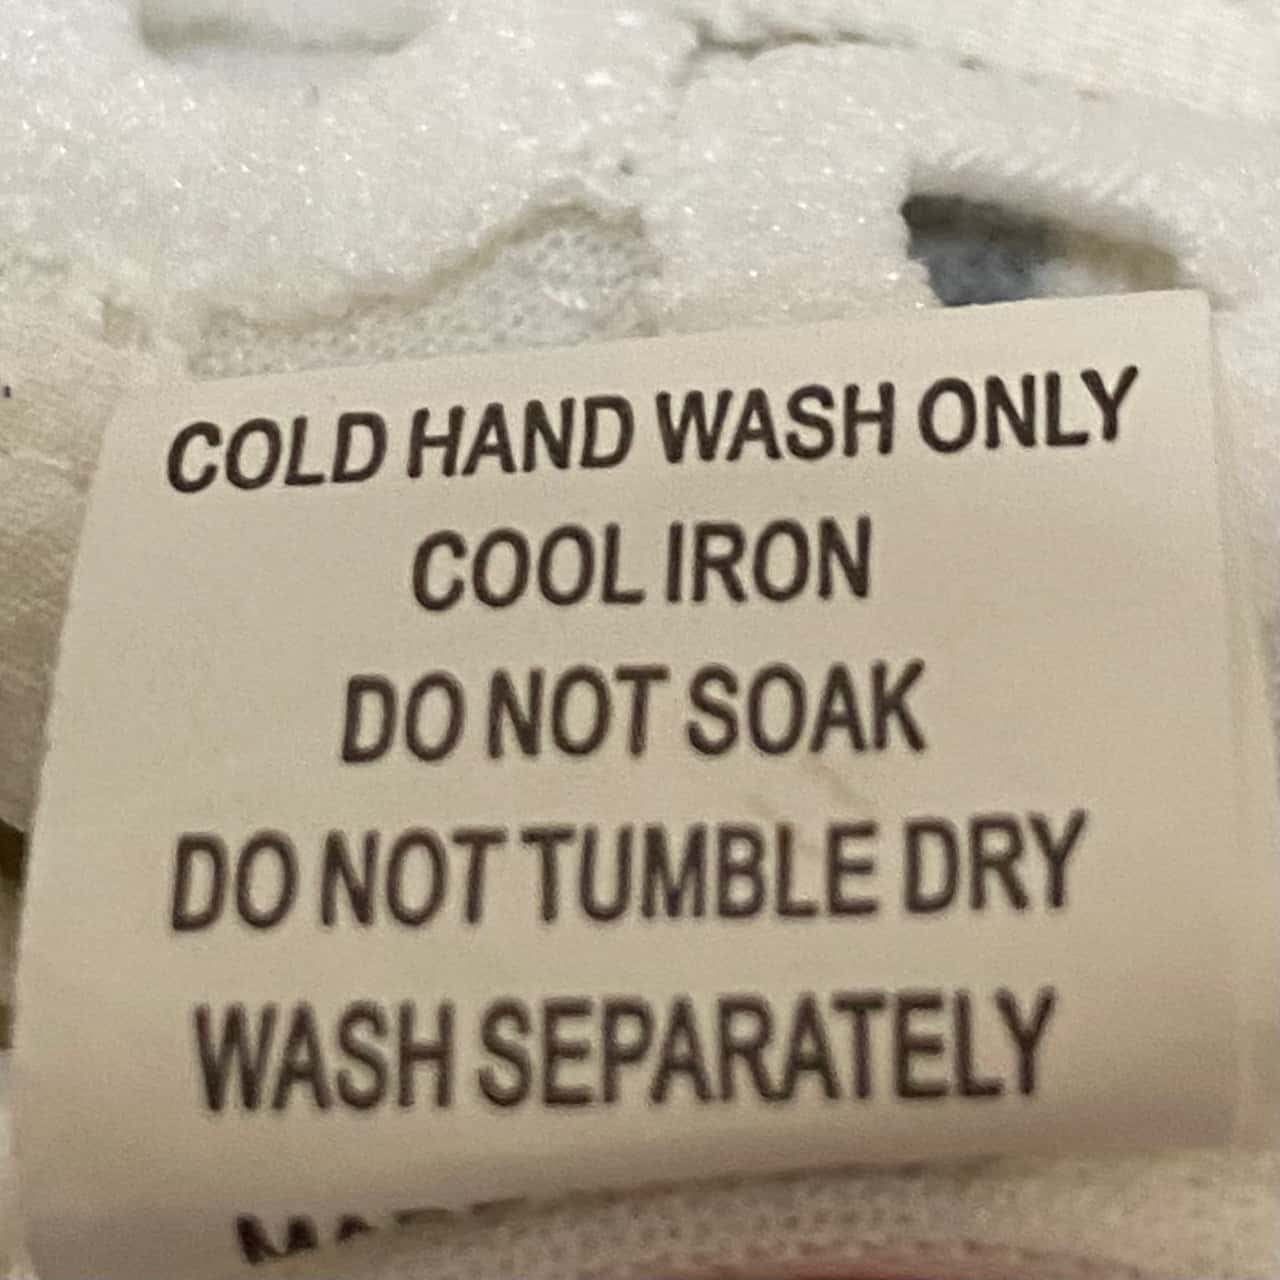 COLD HAND WASH ONLY
COOL IRON
DO NOT SOAK
DO NOT TUMBLE DRY
WASH SEPARATELY